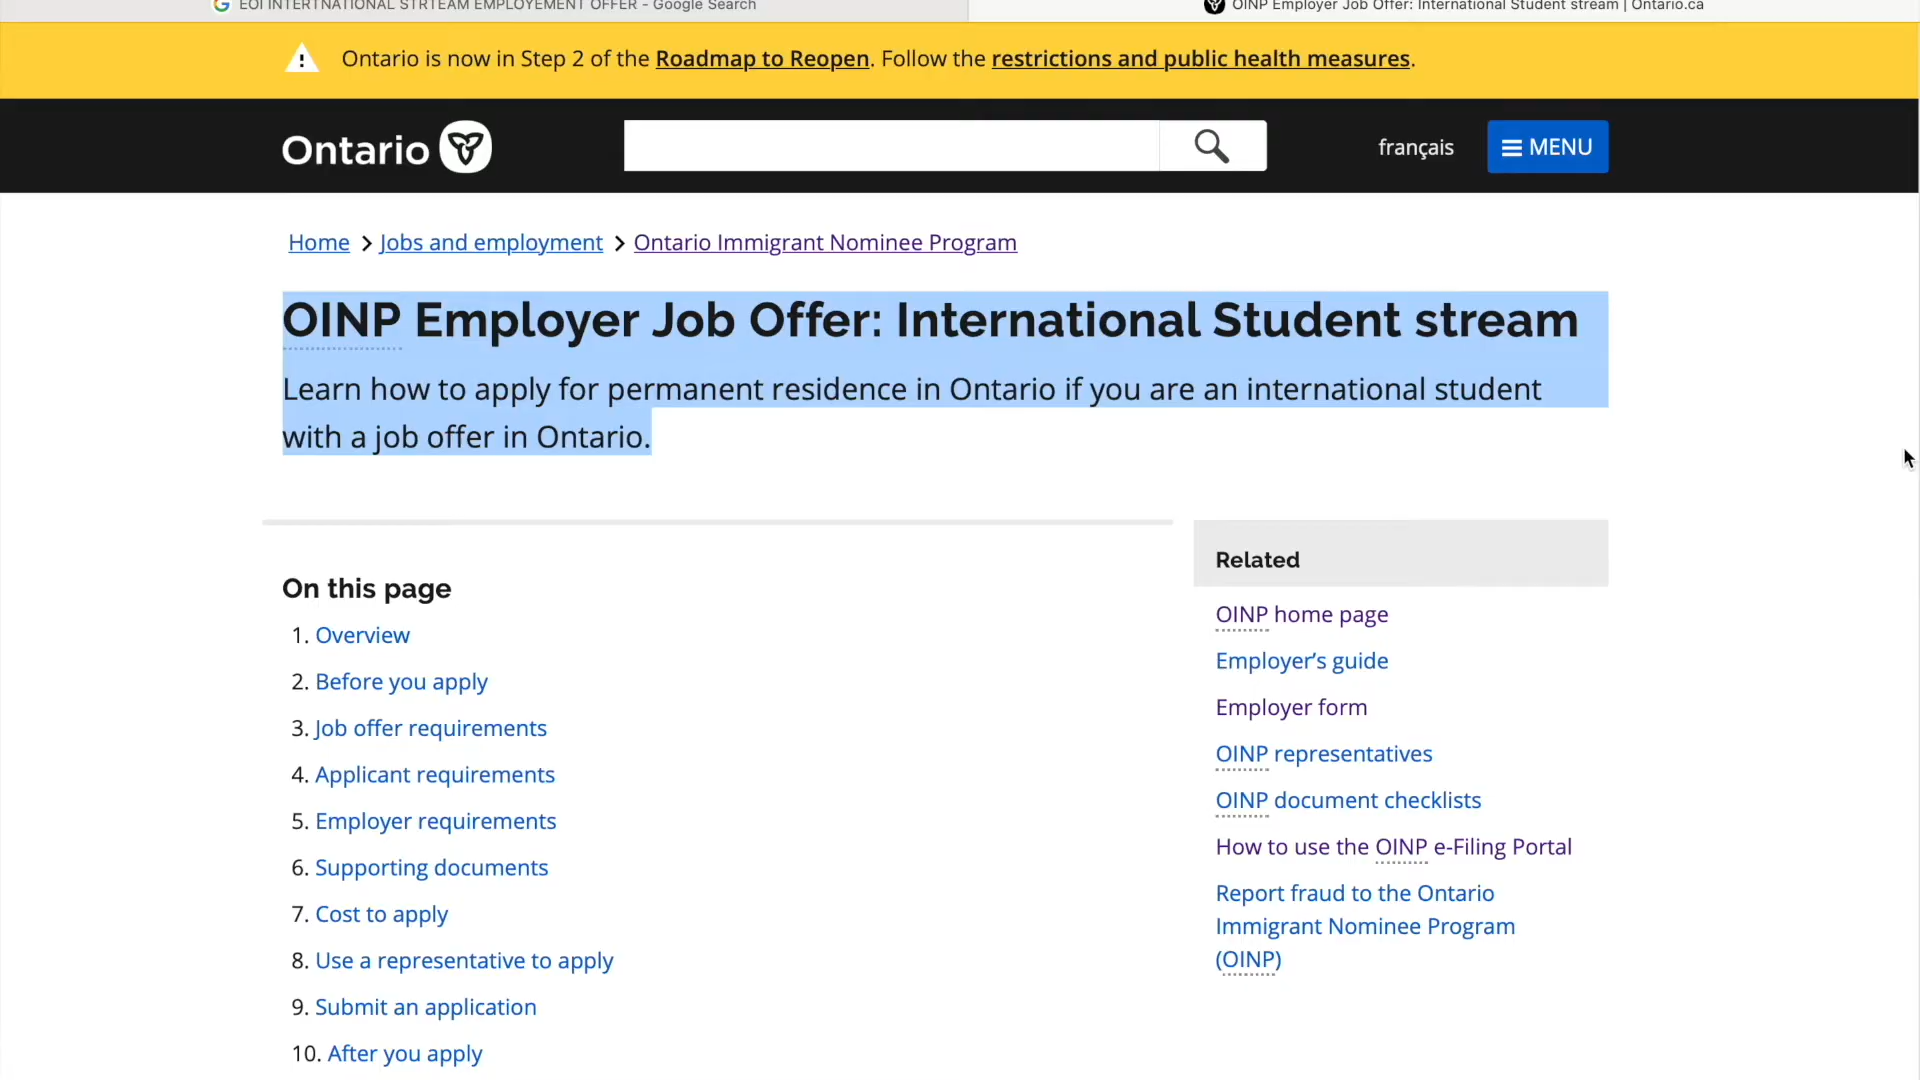 EOI INTERTNATIONAL STRTEAM EMPLOYEMENT OFFER - Google Search
OINP Employer Job Offer: International Student stream | Ontario.ca
Ontario is now in Step 2 of the Roadmap to Reopen. Follow the restrictions and public health measures.
Ontario
français
MENU
Home > Jobs and employment > Ontario Immigrant Nominee Program
OINP Employer Job Offer: International Student stream
Learn how to apply for permanent residence in Ontario if you are an international student
with a job offer in Ontario.
On this page
1. Overview
2. Before you apply
3. Job offer requirements
4. Applicant requirements
5. Employer requirements
6. Supporting documents
7. Cost to apply
8. Use a representative to apply
9. Submit an application
10. After you apply
Related
OINP home page
Employer’s guide
Employer form
OINP representatives
OINP document checklists
How to use the OINP e-Filing Portal
Report fraud to the Ontario
Immigrant Nominee Program
(OINP)